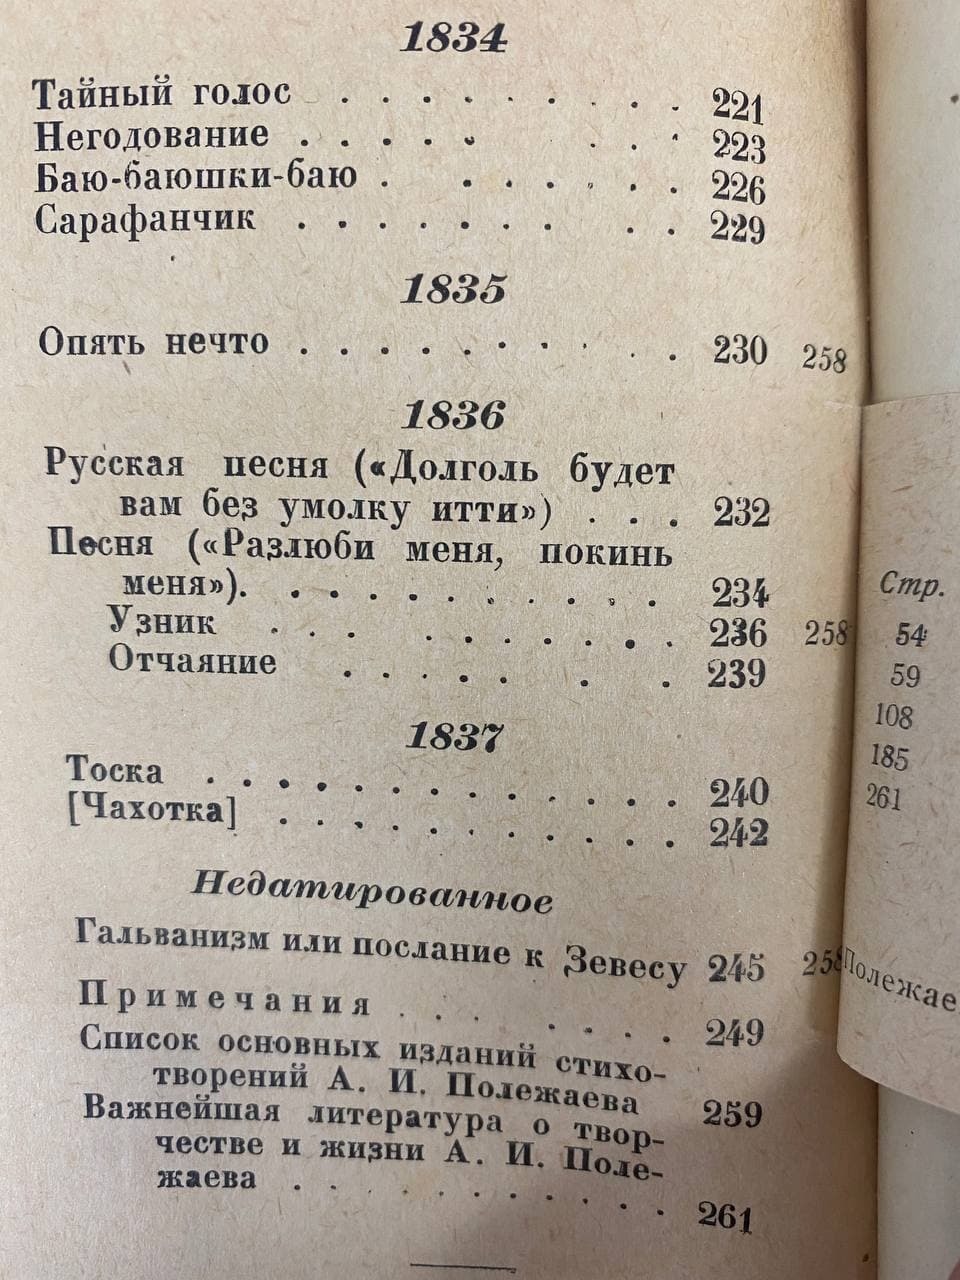 1834
Тайный голос . . . . . . . . . 221
Негодование . . . . . . . . 223
Баю-баюшки-баю . . . . . . . 226
Сарафанчик . . . . . . . . . 229
1835
Опять нечто . . . . . . . . . . 230 258
1836
Русская песня («Долголь будет
вам без умолку итти») . . . 232
Песня («Разлюби меня, покинь
меня»). . . . . . . . . . . 234
Узник . . . . . . . . . . 236 258
Отчаяние . . . . . . . 239
1837
Тоска . . . . . . . . . . . . 240
[Чахотка] . . . . . . . . . . 242
Недатированное
Гальванизм или послание к Зевесу 245 258
Примечания . . . . . . . 249
Список основных изданий стихо-
творений А. И. Полежаева 259
Важнейшая литература о твор-
честве и жизни А. И. Поле-
жаева . . . . . . . . . . 261
Стр.
54
59
108
185
261
Полежае